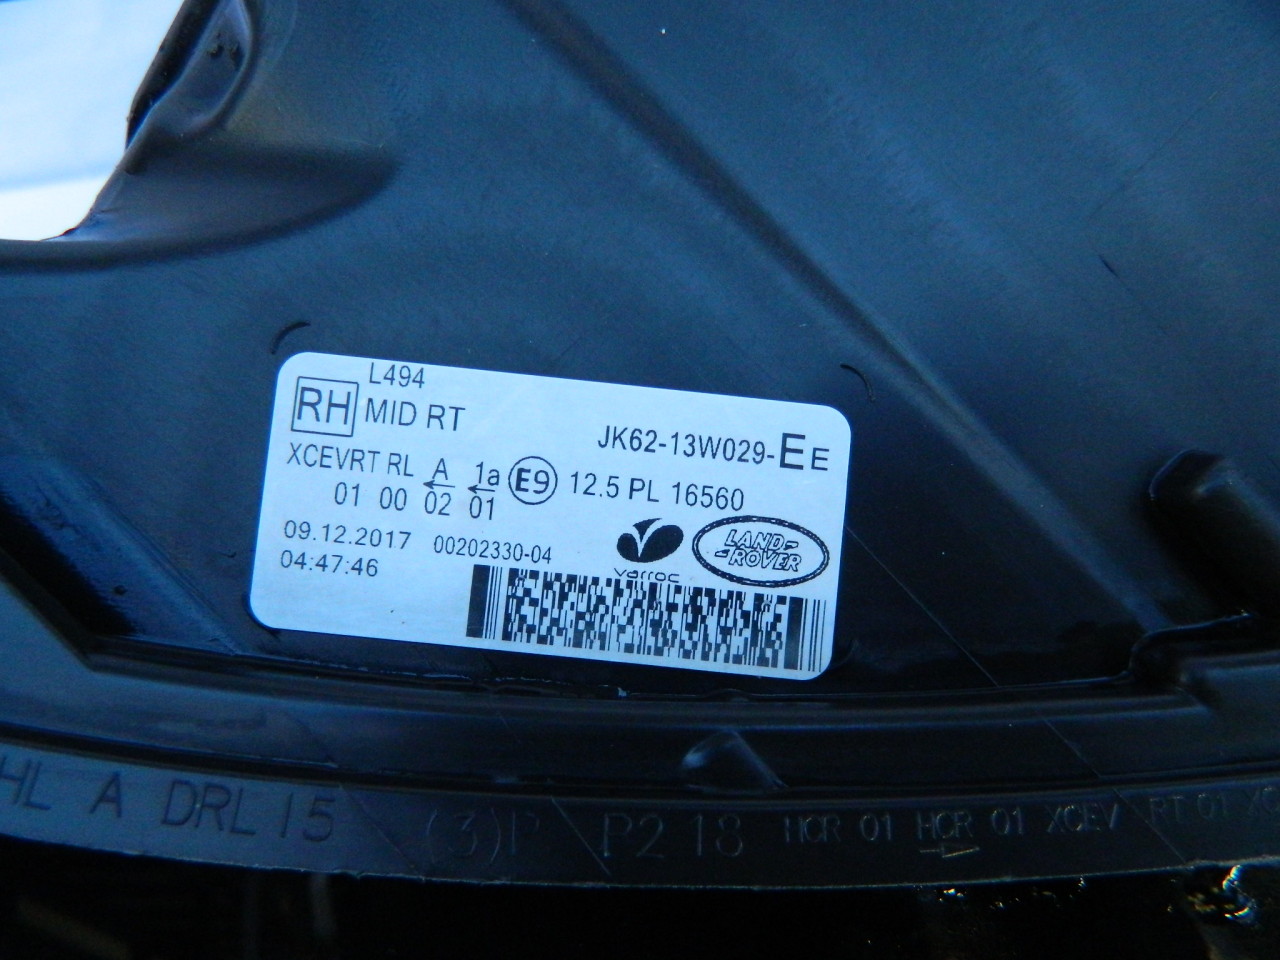 L494
RH MID RT
JK62-13W029-EE
XCEVRT RL A 1a E9 12.5 PL 16560
01 00 02 01
09.12.2017 00202330-04
04:47:46
varroc
LAND-
-ROVER
HL A DRL 15 (3)P P2 18 HCR 01 HCR 01 XCEV RT 01 XC